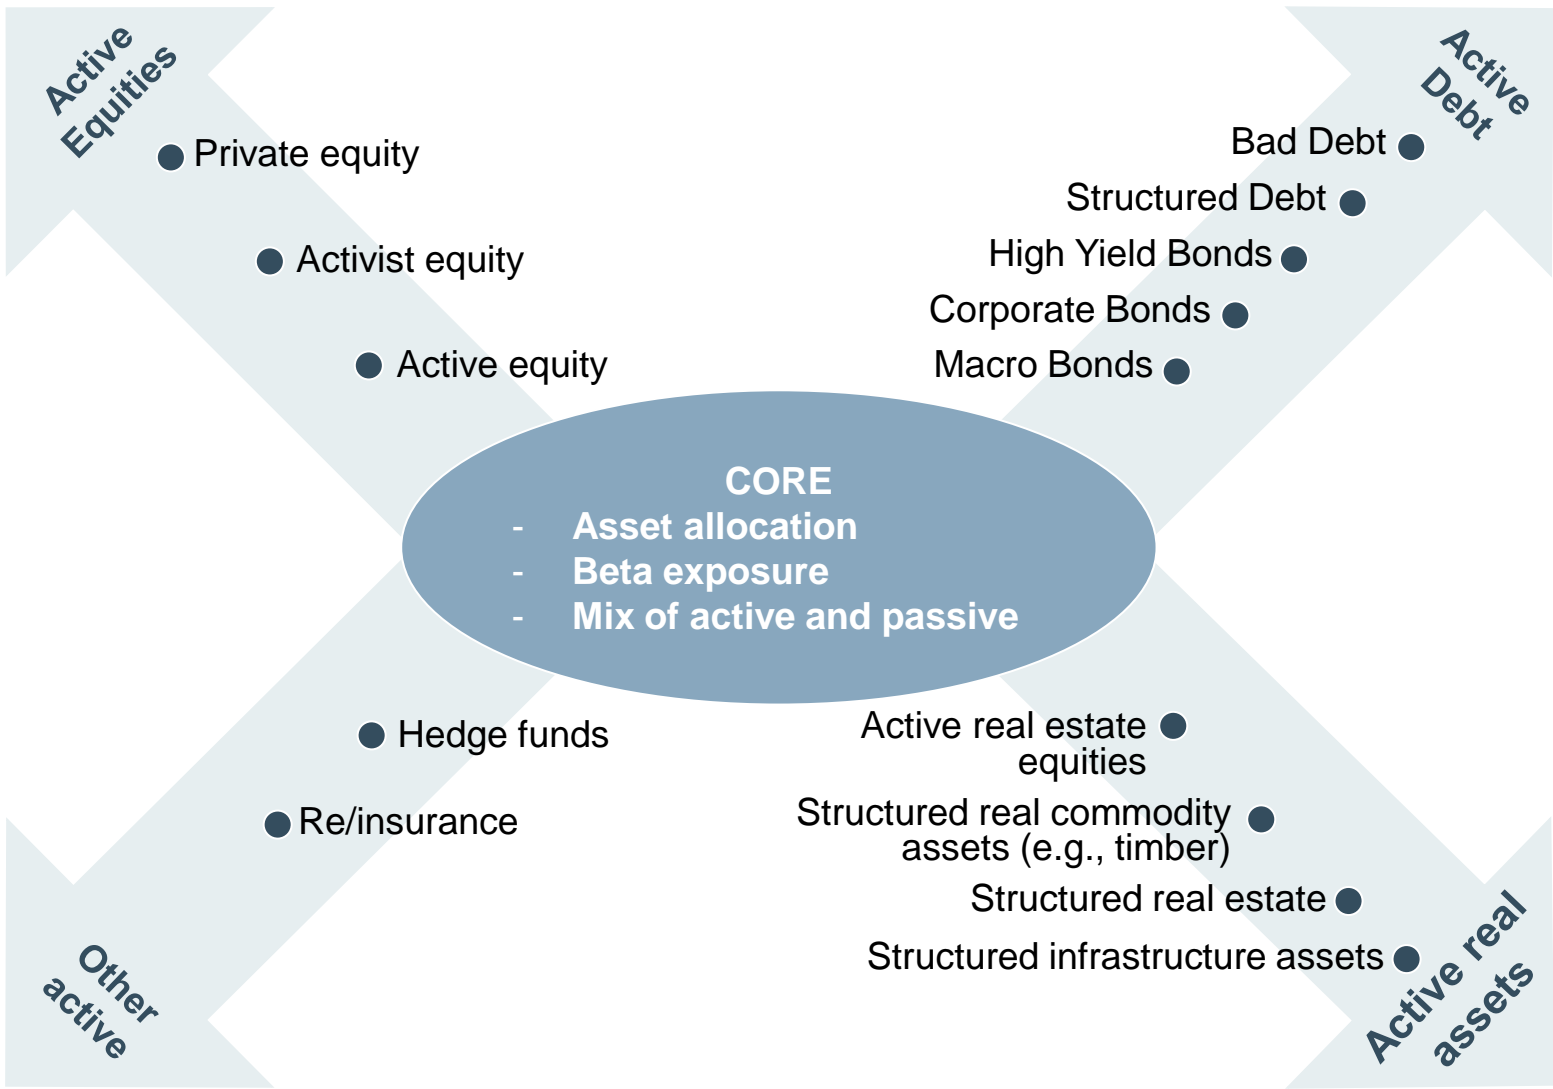 Active
Equities
Private equity
Activist equity
Active equity
Active
Debt
Bad Debt
Structured Debt
High Yield Bonds
Corporate Bonds
Macro Bonds
CORE
- Asset allocation
- Beta exposure
- Mix of active and passive
Hedge funds
Re/insurance
Other
active
Active real estate
equities
Structured real commodity
assets (e.g., timber)
Structured real estate
Structured infrastructure assets
Active real
assets